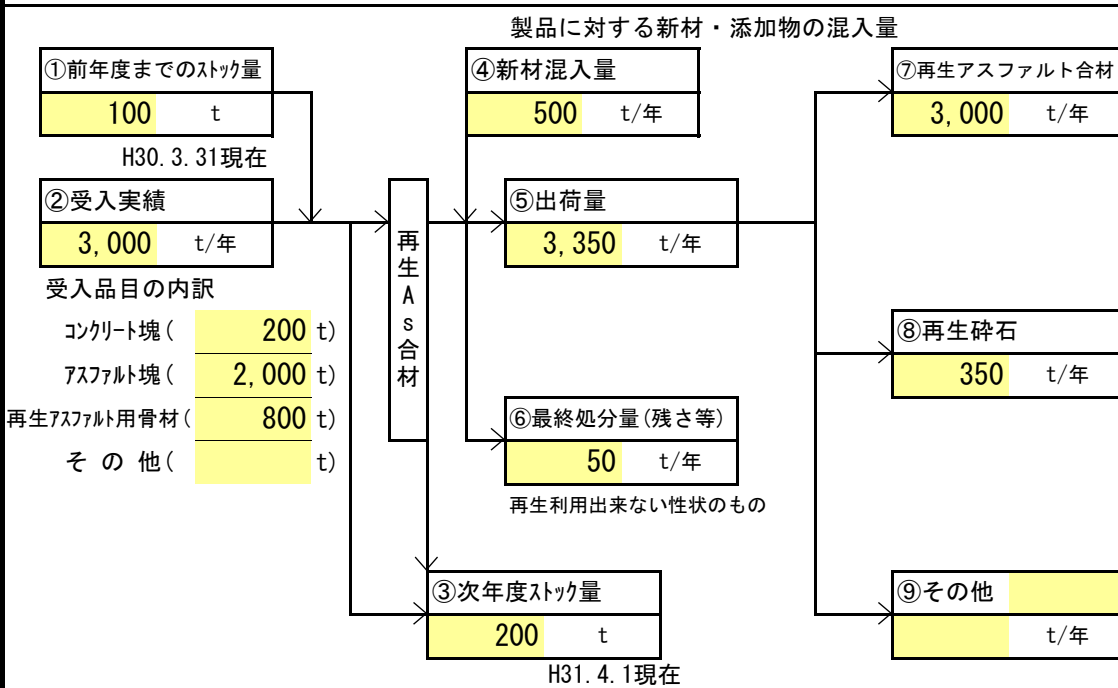 製品に対する新材・添加物の混入量
①前年度までのｽﾄｯｸ量
100 t
H30.3.31現在
②受入実績
3,000 t/年
受入品目の内訳
ｺﾝｸﾘｰﾄ塊( 200 t)
ｱｽﾌｧﾙﾄ塊( 2,000 t)
再生ｱｽﾌｧﾙﾄ用骨材( 800 t)
そ の 他( t)
再生As合材
④新材混入量
500 t/年
⑤出荷量
3,350 t/年
⑥最終処分量(残さ等)
50 t/年
再生利用出来ない性状のもの
③次年度ｽﾄｯｸ量
200 t
H31.4.1現在
⑦再生アスファルト合材
3,000 t/年
⑧再生砕石
350 t/年
⑨その他
t/年